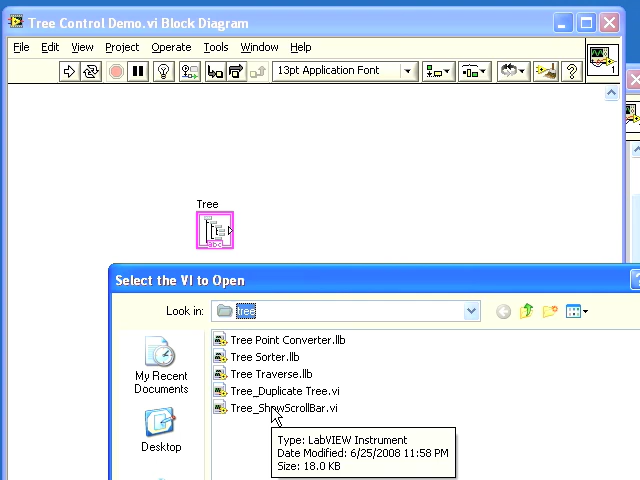 Tree Control Demo.vi Block Diagram
File Edit View Project Operate Tools Window Help
13pt Application Font
1
Tree
abc
Select the VI to Open
?
Look in: tree
Tree Point Converter.llb
Tree Sorter.llb
Tree Traverse.llb
Tree_Duplicate Tree.vi
Tree_ShowScrollBar.vi
My Recent
Documents
Desktop
Type: LabVIEW Instrument
Date Modified: 6/25/2008 11:58 PM
Size: 18.0 KB